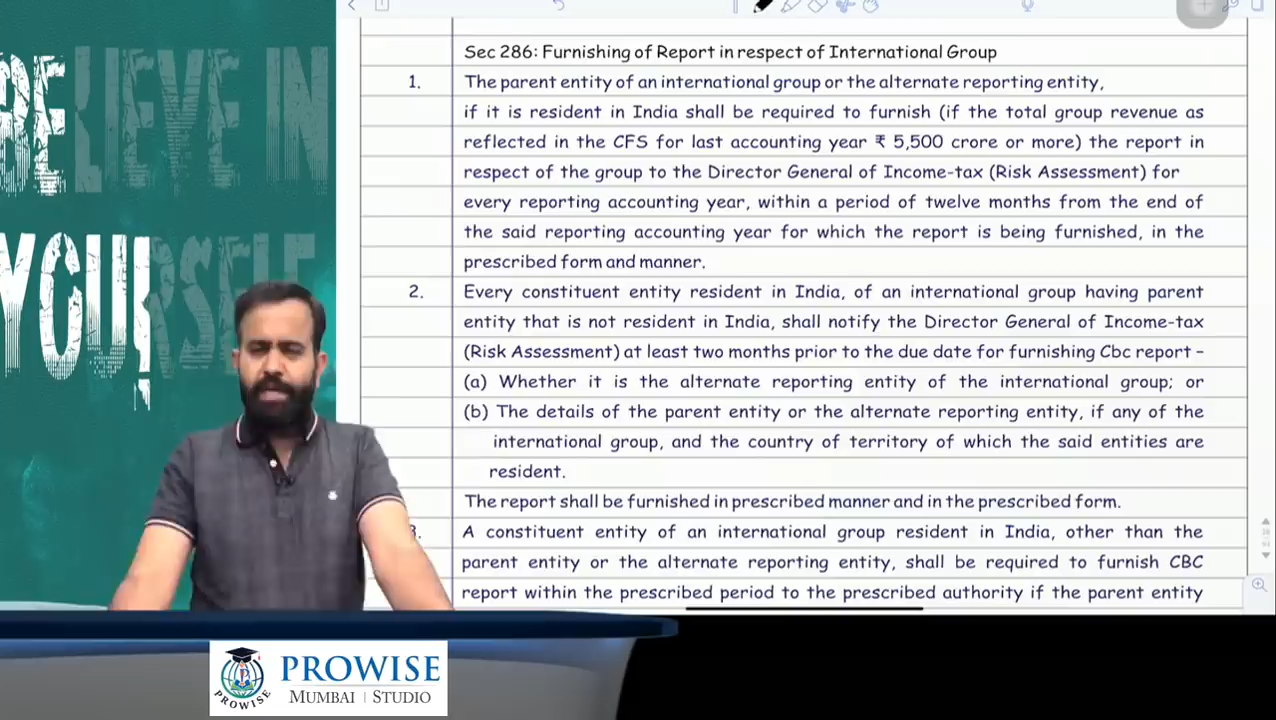 BELIEVE IN
YOURSELF
Sec 286: Furnishing of Report in respect of International Group
1. The parent entity of an international group or the alternate reporting entity,
if it is resident in India shall be required to furnish (if the total group revenue as
reflected in the CFS for last accounting year ₹ 5,500 crore or more) the report in
respect of the group to the Director General of Income-tax (Risk Assessment) for
every reporting accounting year, within a period of twelve months from the end of
the said reporting accounting year for which the report is being furnished, in the
prescribed form and manner.
2. Every constituent entity resident in India, of an international group having parent
entity that is not resident in India, shall notify the Director General of Income-tax
(Risk Assessment) at least two months prior to the due date for furnishing Cbc report –
(a) Whether it is the alternate reporting entity of the international group; or
(b) The details of the parent entity or the alternate reporting entity, if any of the
international group, and the country of territory of which the said entities are
resident.
The report shall be furnished in prescribed manner and in the prescribed form.
3. A constituent entity of an international group resident in India, other than the
parent entity or the alternate reporting entity, shall be required to furnish CBC
report within the prescribed period to the prescribed authority if the parent entity
PROWISE
PROWISE
MUMBAI | STUDIO